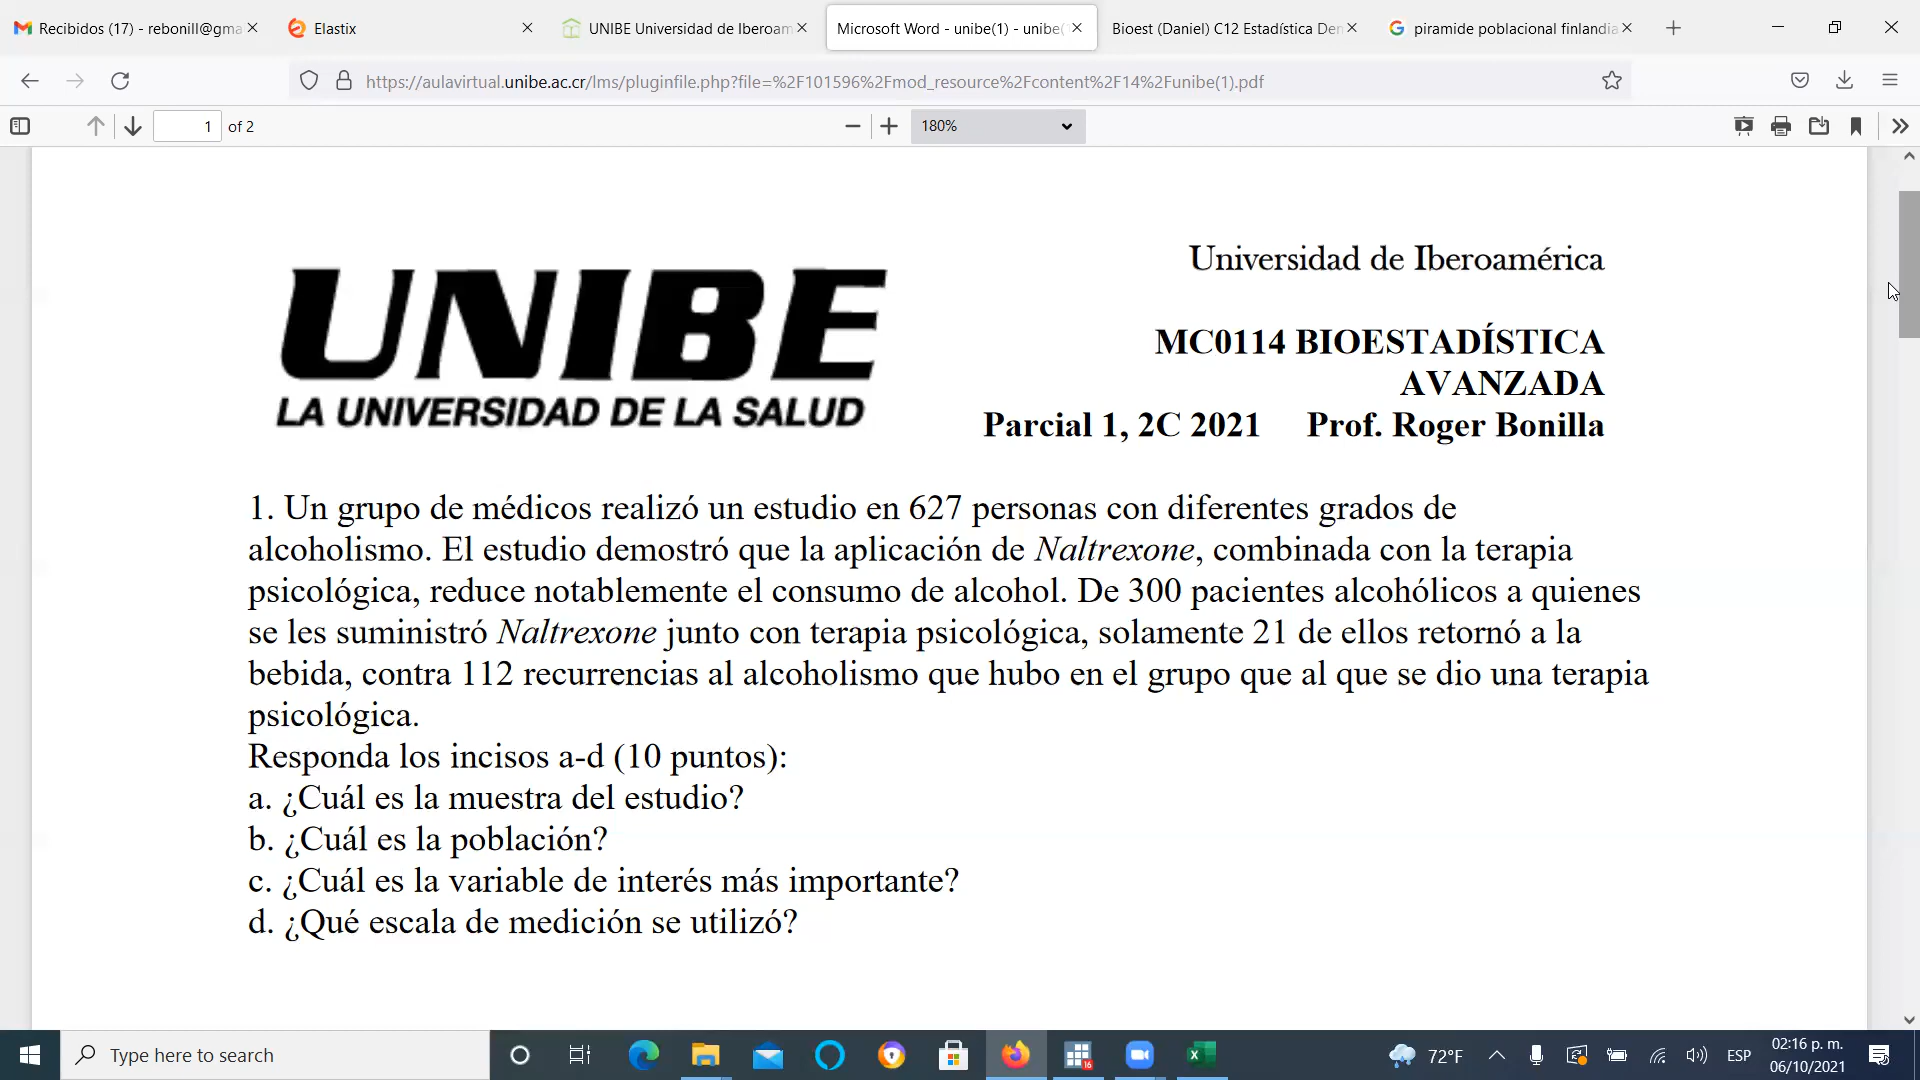 Recibidos (17) - rebonill@gma
Elastix
UNIBE Universidad de Iberoam
Microsoft Word - unibe(1) - unibe(
Bioest (Daniel) C12 Estadística Den
piramide poblacional finlandia
https://aulavirtual.unibe.ac.cr/lms/pluginfile.php?file=%2F101596%2Fmod_resource%2Fcontent%2F14%2Funibe(1).pdf
1 of 2
180%
UNIBE
LA UNIVERSIDAD DE LA SALUD
Universidad de Iberoamérica
MC0114 BIOESTADÍSTICA
AVANZADA
Parcial 1, 2C 2021 Prof. Roger Bonilla
1. Un grupo de médicos realizó un estudio en 627 personas con diferentes grados de
alcoholismo. El estudio demostró que la aplicación de Naltrexone, combinada con la terapia
psicológica, reduce notablemente el consumo de alcohol. De 300 pacientes alcohólicos a quienes
se les suministró Naltrexone junto con terapia psicológica, solamente 21 de ellos retornó a la
bebida, contra 112 recurrencias al alcoholismo que hubo en el grupo que al que se dio una terapia
psicológica.
Responda los incisos a-d (10 puntos):
a. ¿Cuál es la muestra del estudio?
b. ¿Cuál es la población?
c. ¿Cuál es la variable de interés más importante?
d. ¿Qué escala de medición se utilizó?
Type here to search
16
72°F
ESP
02:16 p. m.
06/10/2021